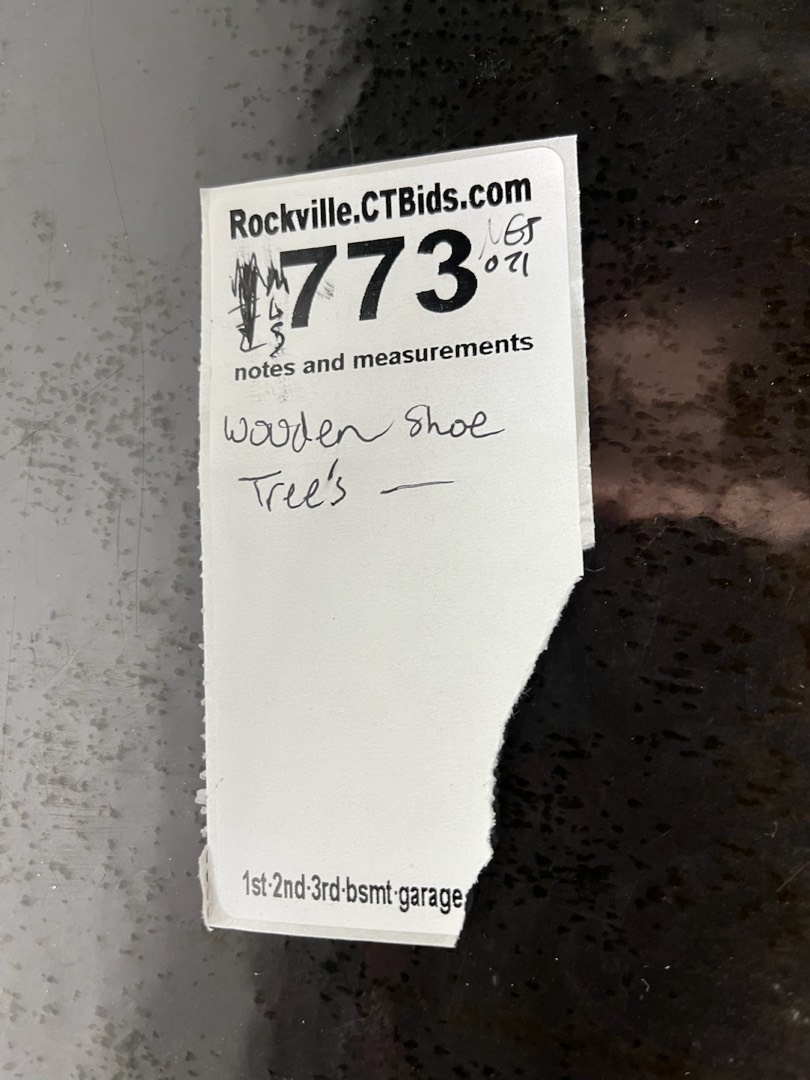 Rockville.CTBids.com
773
notes and measurements
Wooden Shoe
Tree's —
1st·2nd·3rd·bsmt·garage